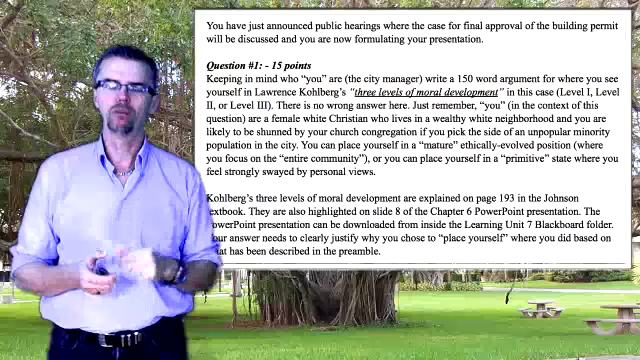 You have just announced public hearings where the case for final approval of the building permit
will be discussed and you are now formulating your presentation.
Question #1: - 15 points
Keeping in mind who "you" are (the city manager) write a 150 word argument for where you see
yourself in Lawrence Kohlberg's "three levels of moral development" in this case (Level I, Level
II, or Level III). There is no wrong answer here. Just remember, "you" (in the context of this
question) are a female white Christian who lives in a wealthy white neighborhood and you are
likely to be shunned by your church congregation if you pick the side of an unpopular minority
population in the city. You can place yourself in a "mature" ethically-evolved position (where
you focus on the "entire community"), or you can place yourself in a "primitive" state where you
feel strongly swayed by personal views.
Kohlberg's three levels of moral development are explained on page 193 in the Johnson
textbook. They are also highlighted on slide 8 of the Chapter 6 PowerPoint presentation. The
PowerPoint presentation can be downloaded from inside the Learning Unit 7 Blackboard folder.
Your answer needs to clearly justify why you chose to "place yourself" where you did based on
what has been described in the preamble.